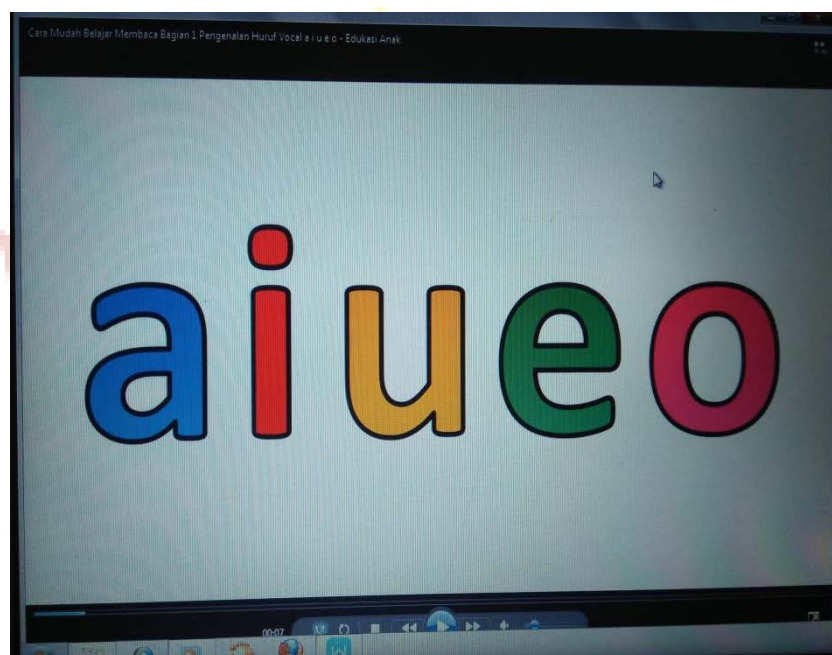 Cara Mudah Belajar Membaca Bagian 1 Pengenalan Huruf Vocal a i u e o - Edukasi Anak
aiueo
00:07